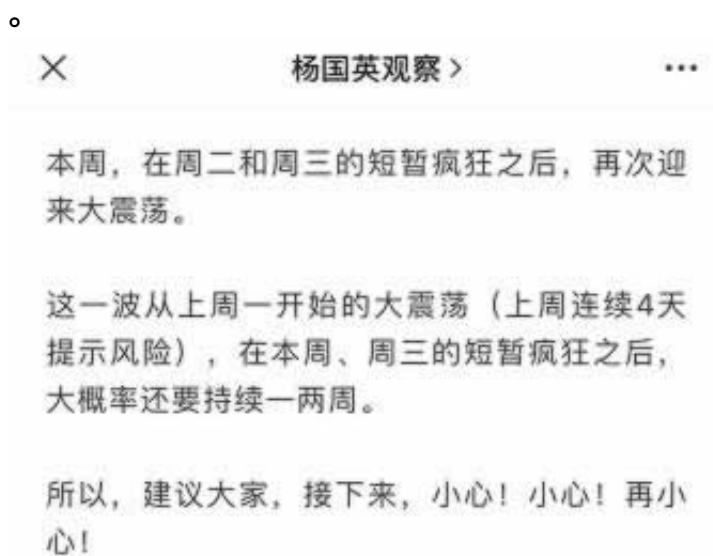 。
杨国英观察 >
本周，在周二和周三的短暂疯狂之后，再次迎
来大震荡。
这一波从上周一开始的大震荡（上周连续4天
提示风险），在本周、周三的短暂疯狂之后，
大概率还要持续一两周。
所以，建议大家，接下来，小心！小心！再小
心！